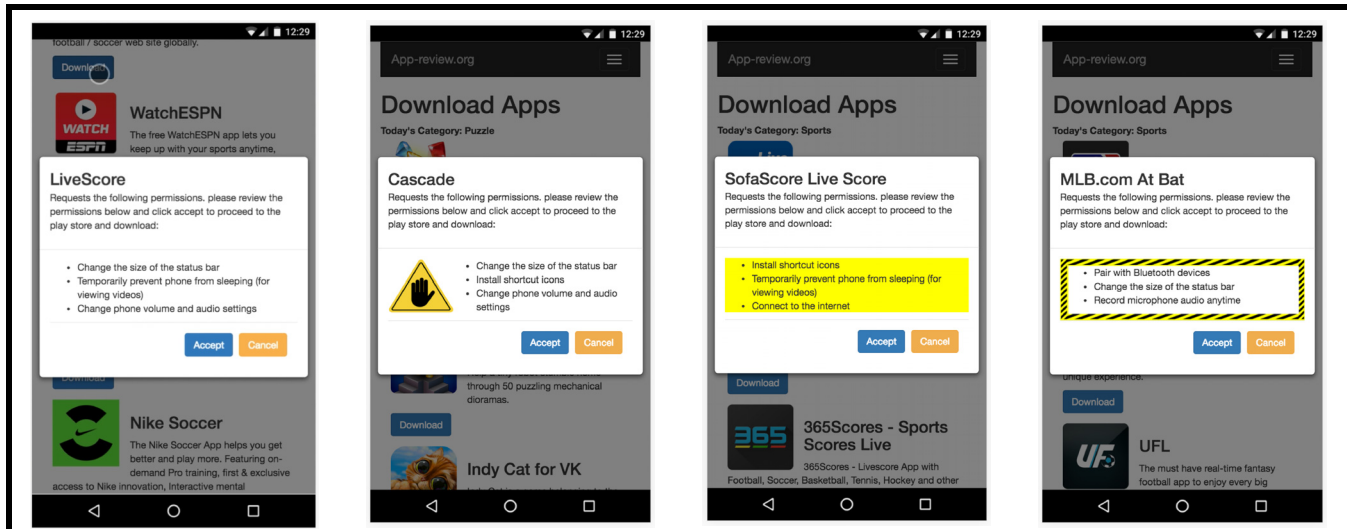 12:29
football / soccer web site globally.
Download
WATCH
ESPN
WatchESPN
The free WatchESPN app lets you
keep up with your sports anytime,
LiveScore
Requests the following permissions. please review the
permissions below and click accept to proceed to the
play store and download:
Change the size of the status bar
Temporarily prevent phone from sleeping (for
viewing videos)
Change phone volume and audio settings
Accept
Cancel
Download
Nike Soccer
The Nike Soccer App helps you get
better and play more. Featuring on-
demand Pro training, first & exclusive
access to Nike innovation, Interactive mental
12:29
App-review.org
Download Apps
Today's Category: Puzzle
Cascade
Requests the following permissions. please review the
permissions below and click accept to proceed to the
play store and download:
Change the size of the status bar
Install shortcut icons
Change phone volume and audio
settings
Accept
Cancel
through 50 puzzling mechanical
dioramas.
Download
Indy Cat for VK
12:29
App-review.org
Download Apps
Today's Category: Sports
SofaScore Live Score
Requests the following permissions. please review the
permissions below and click accept to proceed to the
play store and download:
Install shortcut icons
Temporarily prevent phone from sleeping (for
viewing videos)
Connect to the internet
Accept
Cancel
Download
365
365Scores - Sports
Scores Live
365Scores - Livescore App with
Football, Soccer, Basketball, Tennis, Hockey and other
12:29
App-review.org
Download Apps
Today's Category: Sports
MLB.com At Bat
Requests the following permissions. please review the
permissions below and click accept to proceed to the
play store and download:
Pair with Bluetooth devices
Change the size of the status bar
Record microphone audio anytime
Accept
Cancel
unique experience.
Download
UFL
The must have real-time fantasy
football app to enjoy every big